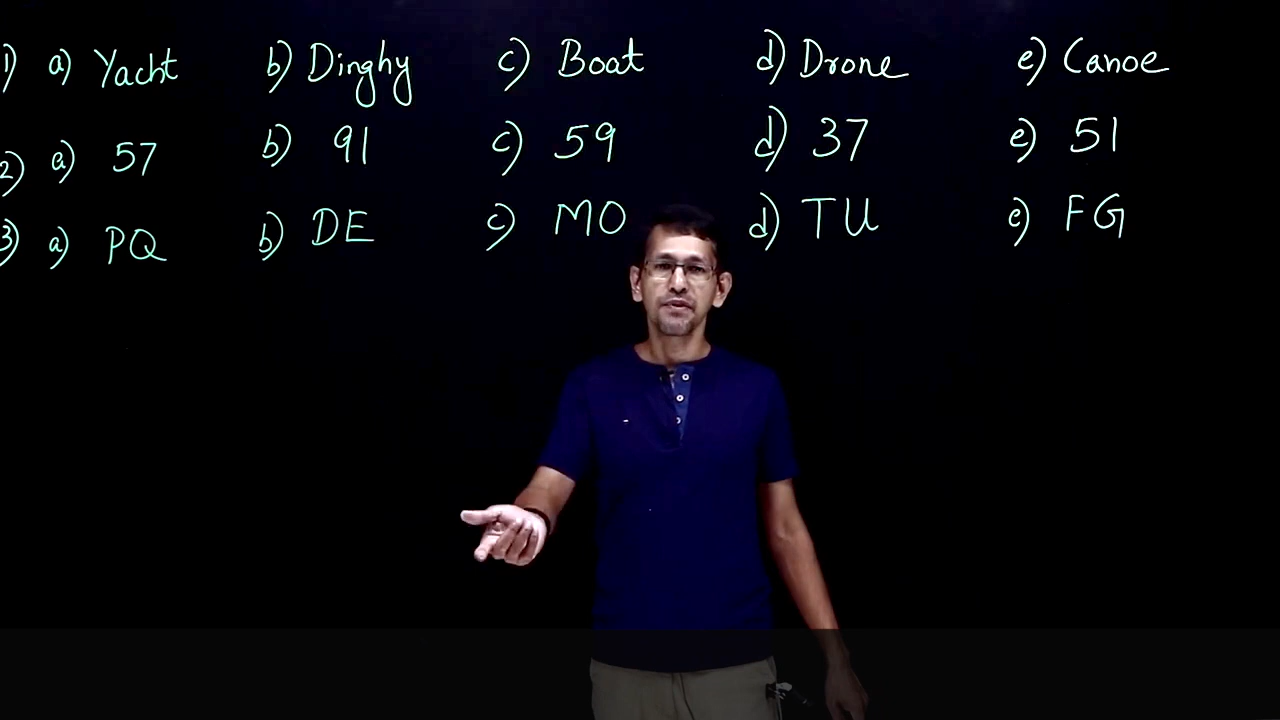 1) a) Yacht b) Dinghy c) Boat d) Drone e) Canoe
2) a) 57 b) 91 c) 59 d) 37 e) 51
3) a) PQ b) DE c) MO d) TU e) FG